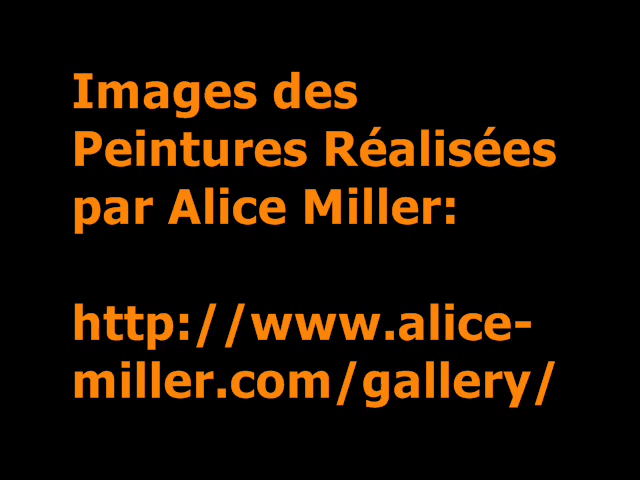 Images des
Peintures Réalisées
par Alice Miller:
http://www.alice-
miller.com/gallery/